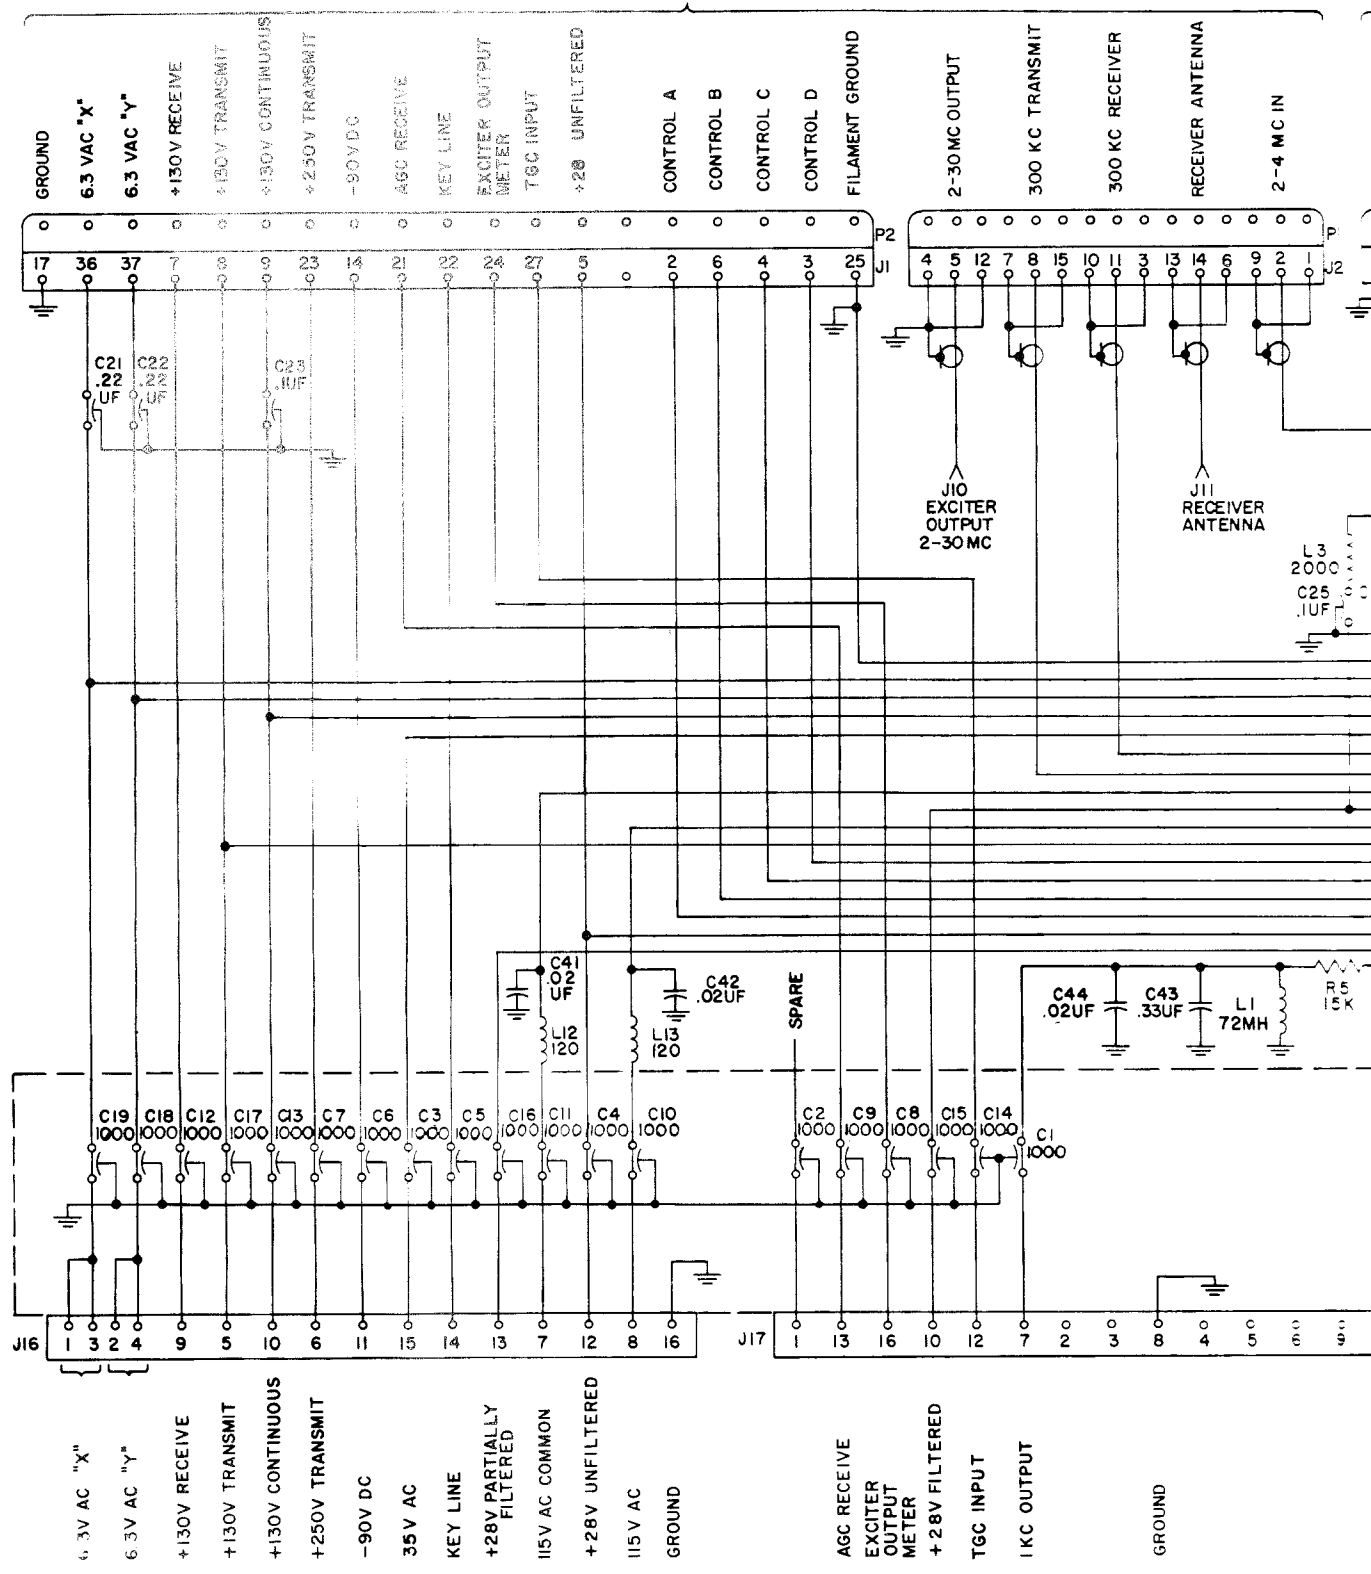 GROUND
6.3 VAC "X"
6.3 VAC "Y"
+130V RECEIVE
+130V TRANSMIT
+130V CONTINUOUS
+250V TRANSMIT
-90VDC
AGC RECEIVE
KEY LINE
EXCITER OUTPUT
METER
TGC INPUT
+28 UNFILTERED
CONTROL A
CONTROL B
CONTROL C
CONTROL D
FILAMENT GROUND
2-30MC OUTPUT
300 KC TRANSMIT
300 KC RECEIVER
RECEIVER ANTENNA
2-4 MC IN
P2
P
17 36 37 7 8 9 23 14 21 22 24 27 5 2 6 4 3 25 J1
4 5 12 7 8 15 10 11 3 13 14 6 9 2 1 J2
C21
.22
UF
C22
.22
UF
C23
.1UF
J10
EXCITER
OUTPUT
2-30MC
J11
RECEIVER
ANTENNA
L3
2000
C25
.1UF
C41
.02
UF
C42
.02UF
L12
120
L13
120
SPARE
C44
.02UF
C43
.33UF
L1
72MH
R5
15K
C19
1000
C18
1000
C12
1000
C17
1000
C13
1000
C7
1000
C6
1000
C3
1000
C5
1000
C16
1000
C11
1000
C4
1000
C10
1000
C2
1000
C9
1000
C8
1000
C15
1000
C14
1000
C1
1000
J16 1 3 2 4 9 5 10 6 11 15 14 13 7 12 8 16
J17 1 13 16 10 12 7 2 3 8 4 5 6 9
6.3V AC "X"
6.3V AC "Y"
+130V RECEIVE
+130V TRANSMIT
+130V CONTINUOUS
+250V TRANSMIT
-90V DC
35V AC
KEY LINE
+28V PARTIALLY
FILTERED
115V AC COMMON
+28V UNFILTERED
115V AC
GROUND
AGC RECEIVE
EXCITER
OUTPUT
METER
+28V FILTERED
TGC INPUT
1KC OUTPUT
GROUND